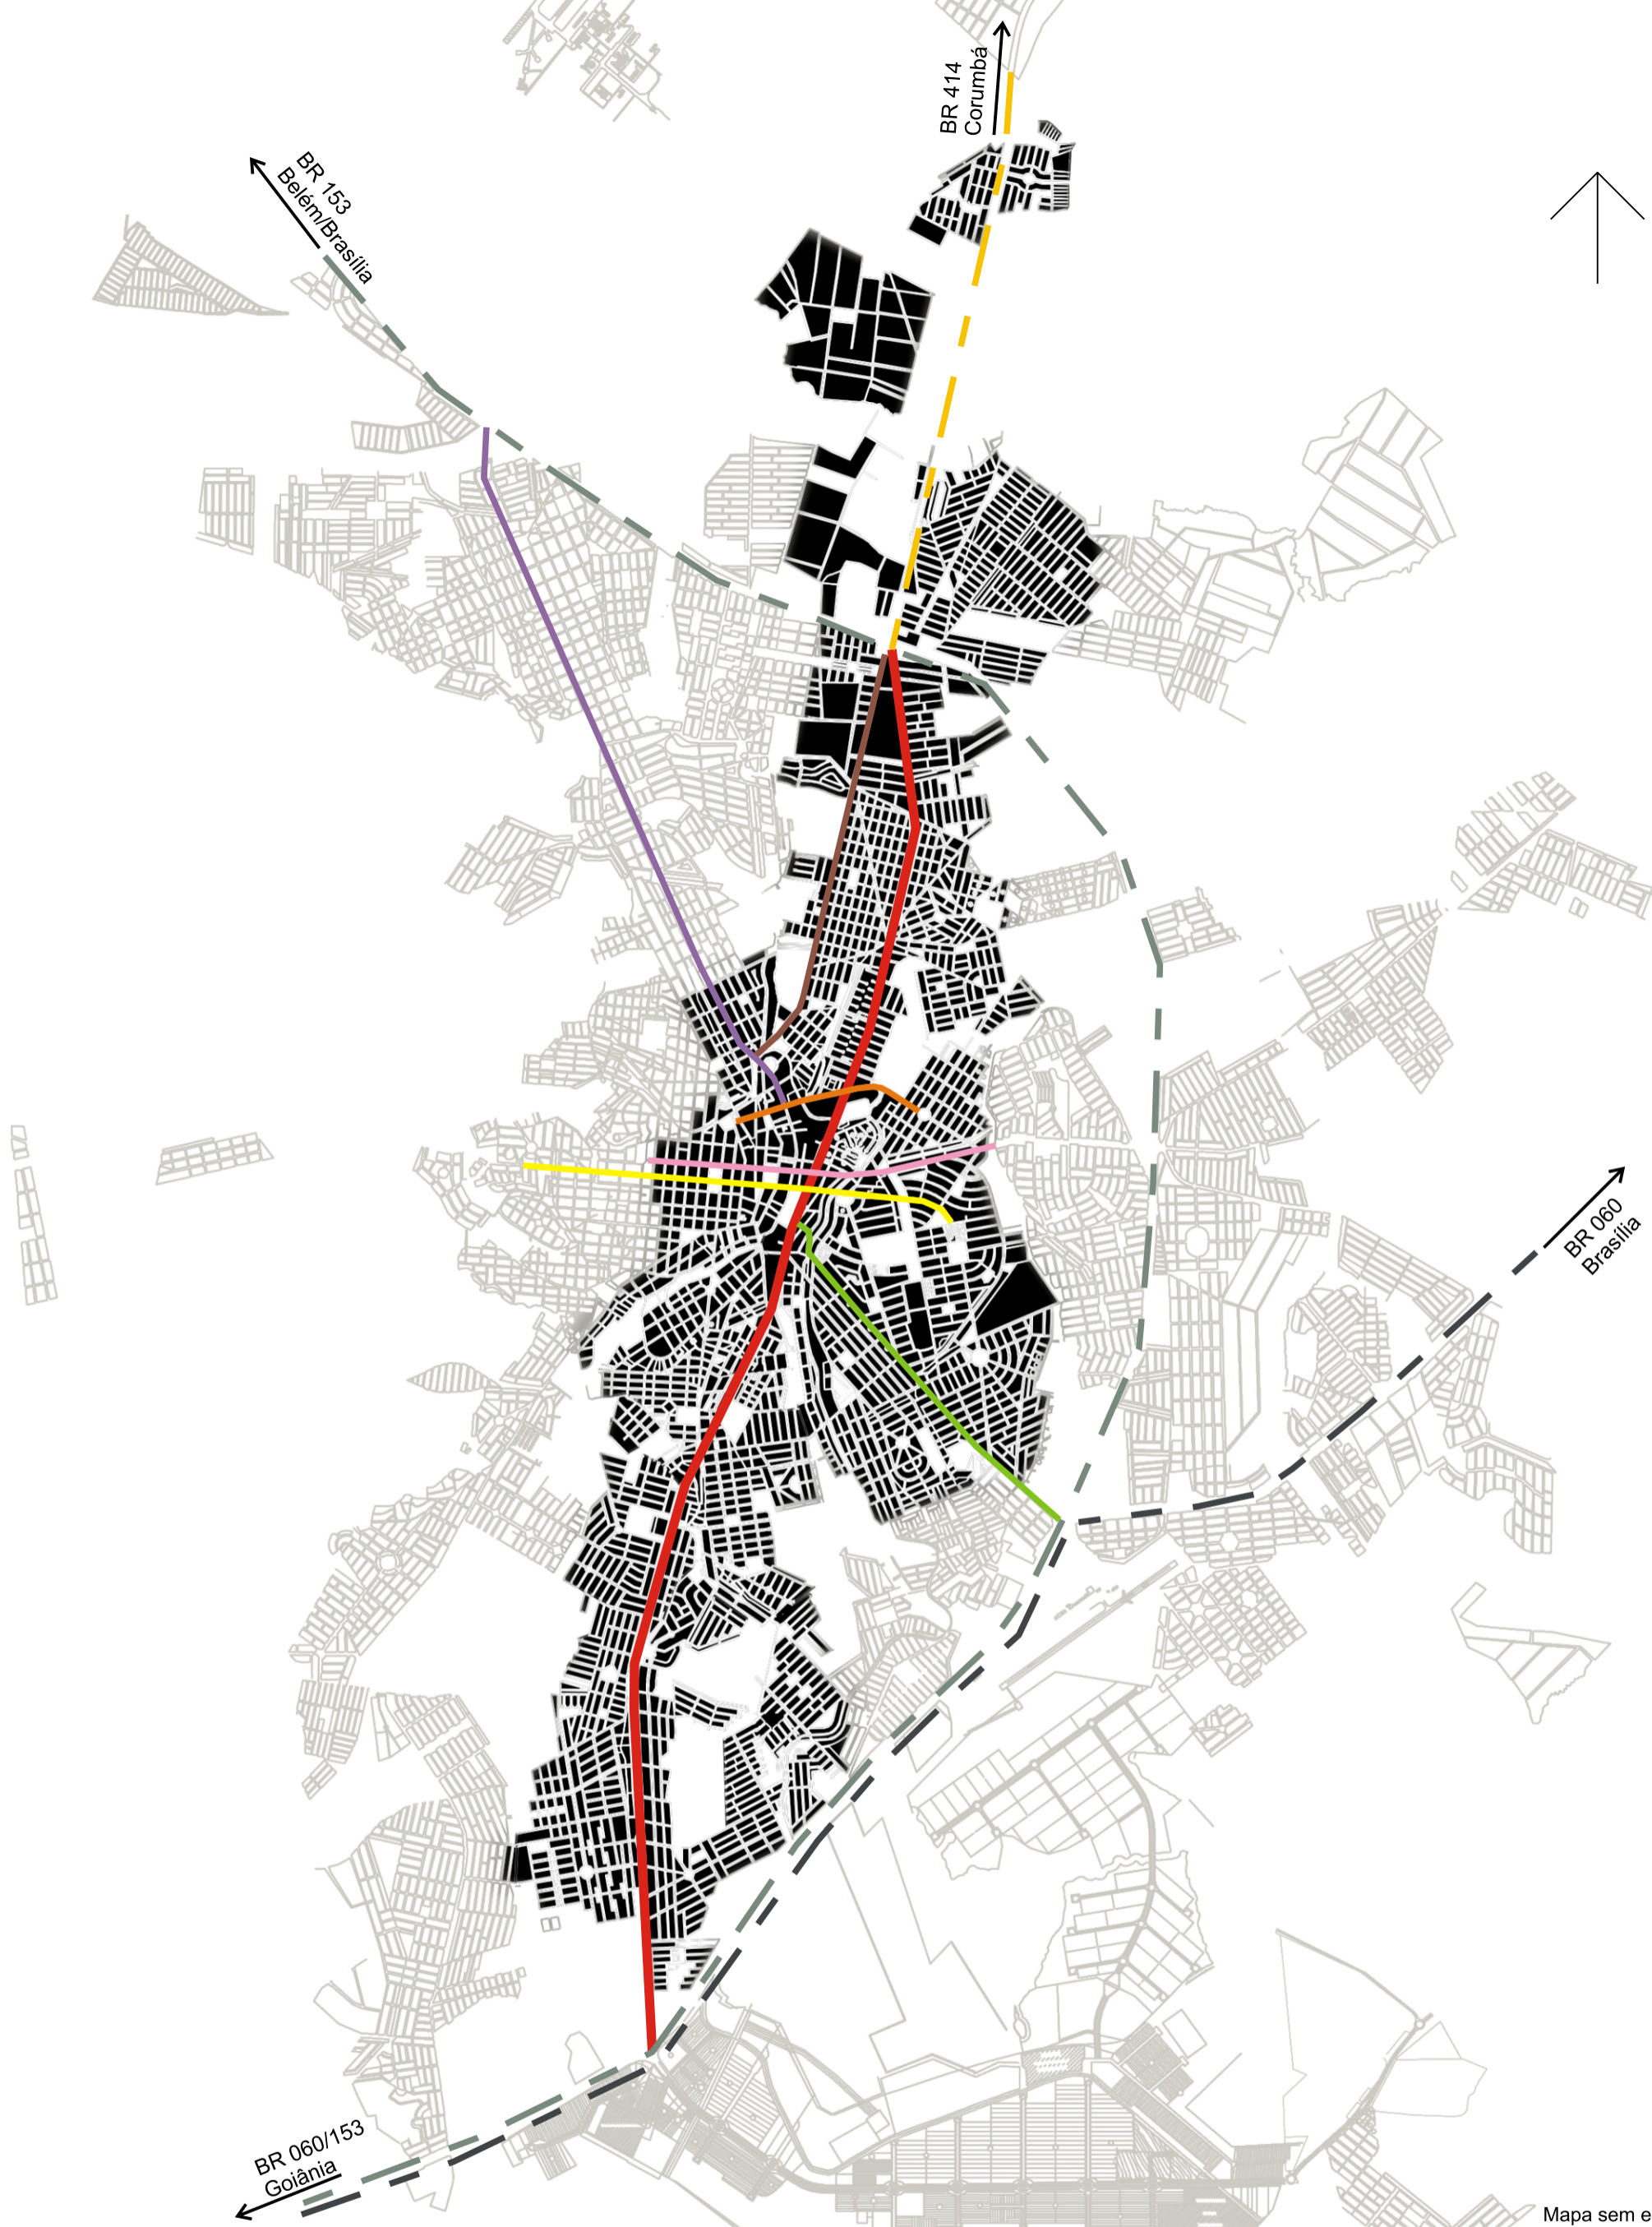 BR 414
Corumbá
BR 153
Belém/Brasília
BR 060
Brasília
BR 060/153
Goiânia
Mapa sem e